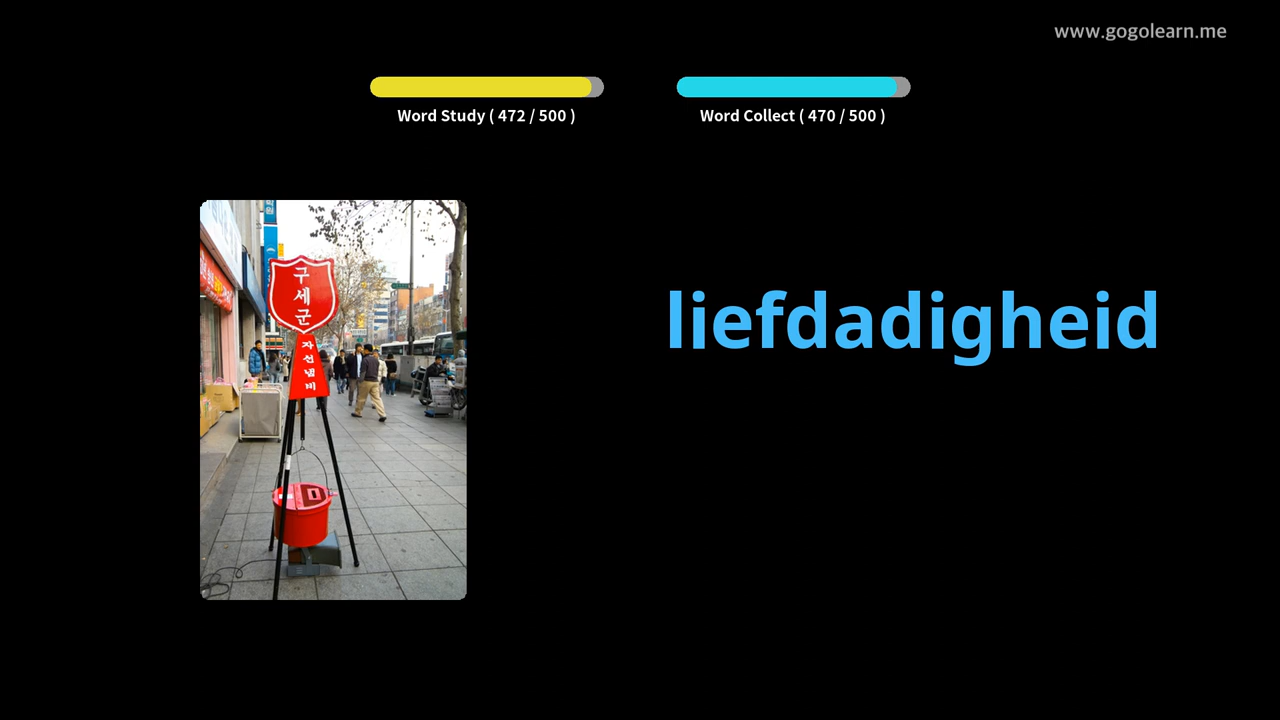 www.gogolearn.me
Word Study ( 472 / 500 )
Word Collect ( 470 / 500 )
liefdadigheid
구세군
자선냄비